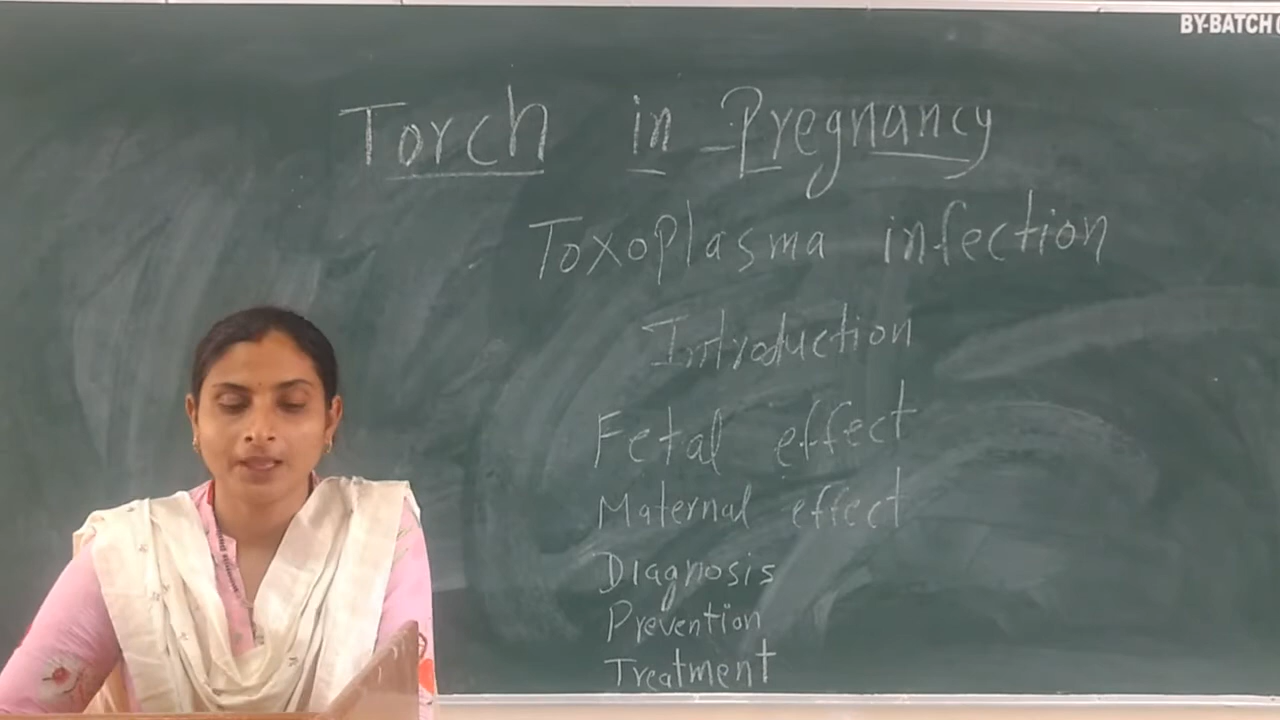 BY-BATCH
Torch in Pregnancy
Toxoplasma infection
Introduction
Fetal effect
Maternal effect
Diagnosis
Prevention
Treatment